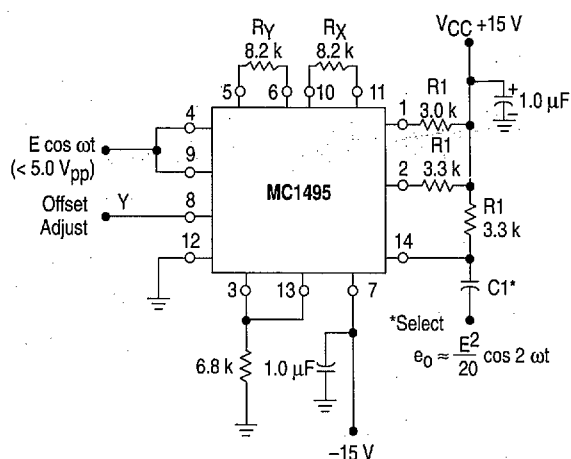 RY
8.2 k
RX
8.2 k
VCC +15 V
5
6
10
11
R1
3.0 k
1.0 µF
+
−
4
1
E cos ωt
(< 5.0 Vpp)
9
MC1495
2
R1
3.3 k
Offset
Adjust
Y
8
R1
3.3 k
12
14
3
13
7
C1*
*Select
6.8 k
1.0 µF
eo ≈ E²/20 cos 2 ωt
−15 V